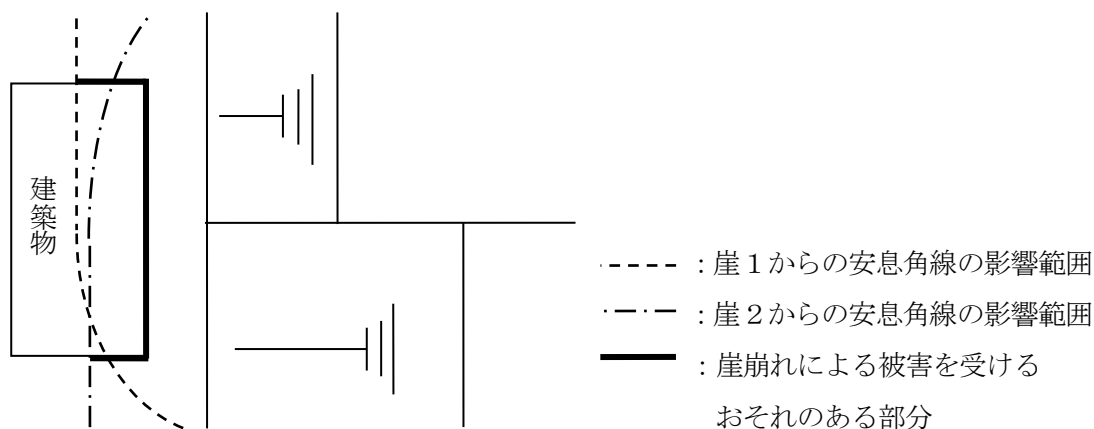 建築物
：崖１からの安息角線の影響範囲
：崖２からの安息角線の影響範囲
：崖崩れによる被害を受ける
おそれのある部分